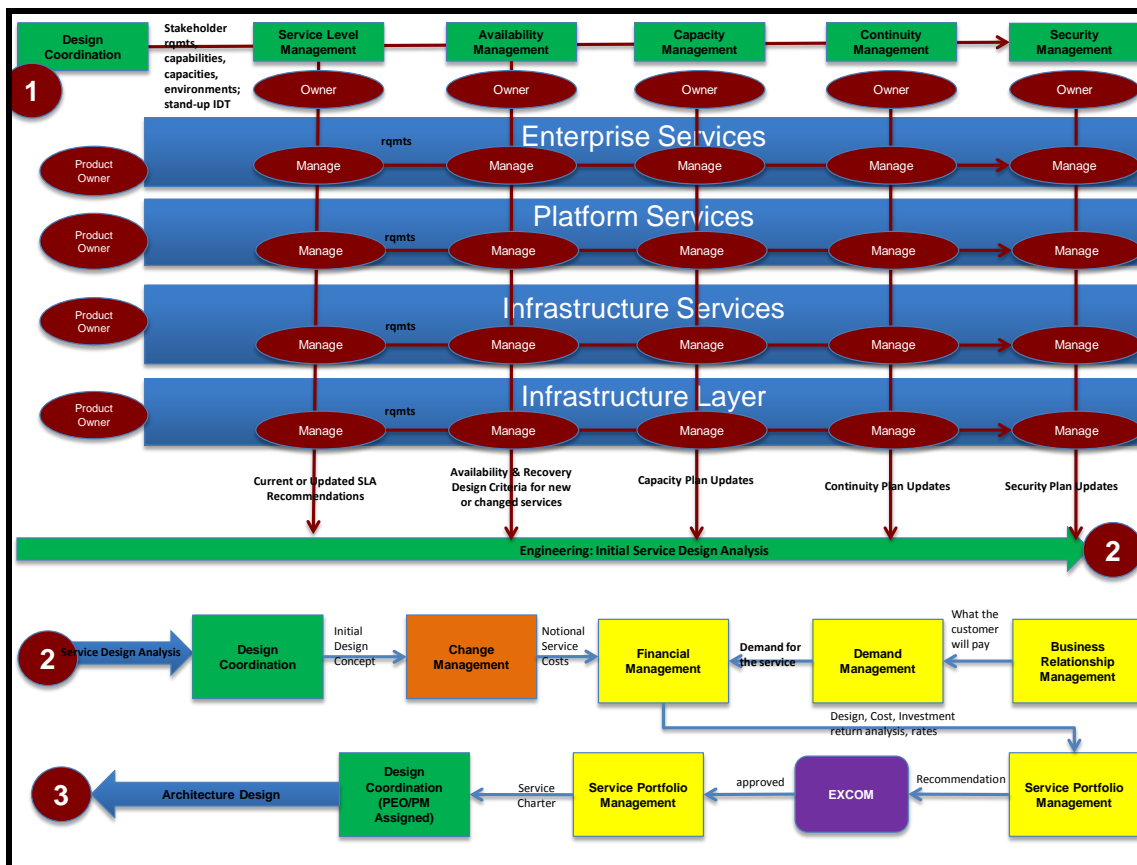 Design
Coordination
Stakeholder
rqmts,
capabilities,
capacities,
environments;
stand-up IDT
Service Level
Management
Availability
Management
Capacity
Management
Continuity
Management
Security
Management
1
Owner
Owner
Owner
Owner
Owner
Enterprise Services
Product
Owner
rqmts
Manage
Manage
Manage
Manage
Manage
Platform Services
Product
Owner
rqmts
Manage
Manage
Manage
Manage
Manage
Infrastructure Services
Product
Owner
rqmts
Manage
Manage
Manage
Manage
Manage
Infrastructure Layer
Product
Owner
rqmts
Manage
Manage
Manage
Manage
Manage
Current or Updated SLA
Recommendations
Availability & Recovery
Design Criteria for new
or changed services
Capacity Plan Updates
Continuity Plan Updates
Security Plan Updates
Engineering: Initial Service Design Analysis
2
2
Service Design Analysis
Design
Coordination
Initial
Design
Concept
Change
Management
Notional
Service
Costs
Financial
Management
Demand for
the service
Demand
Management
What the
customer
will pay
Business
Relationship
Management
Design, Cost, Investment
return analysis, rates
3
Architecture Design
Design
Coordination
(PEO/PM
Assigned)
Service
Charter
Service Portfolio
Management
approved
EXCOM
Recommendation
Service Portfolio
Management